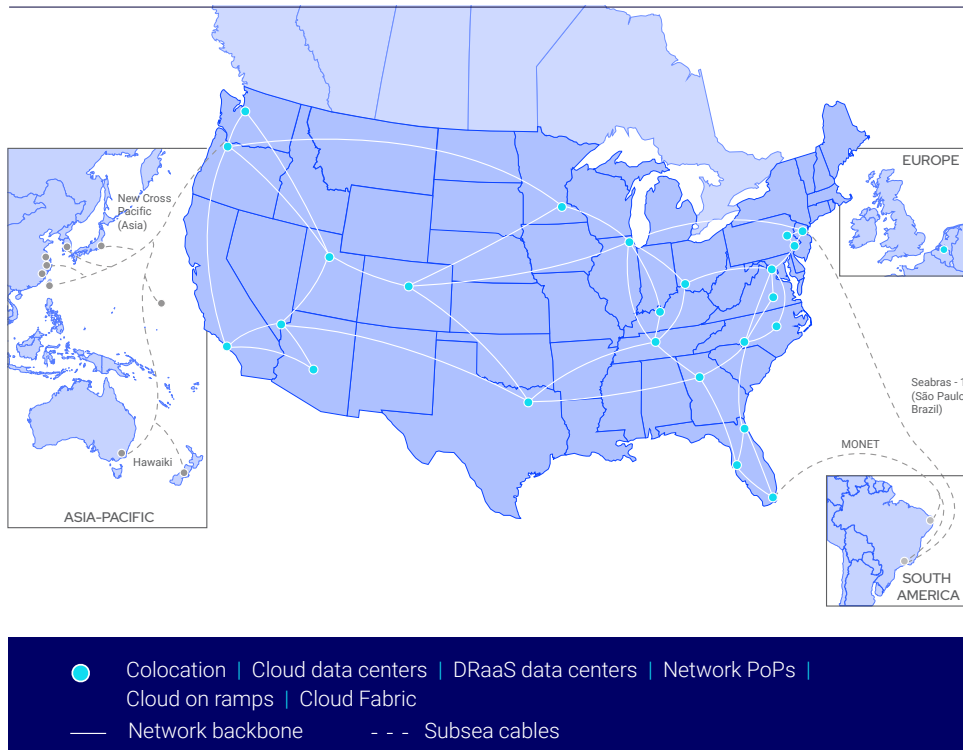 EUROPE
New Cross
Pacific
(Asia)
Seabras - 1
(São Paulo
Brazil)
MONET
Hawaiki
ASIA-PACIFIC
SOUTH
AMERICA
Colocation | Cloud data centers | DRaaS data centers | Network PoPs |
Cloud on ramps | Cloud Fabric
Network backbone
Subsea cables